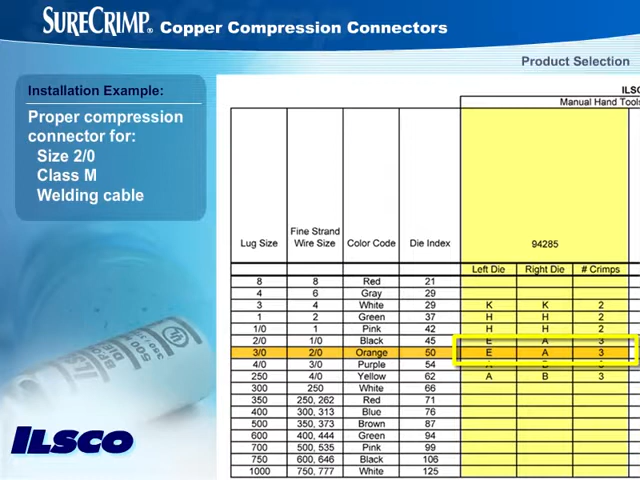 SURECRIMP® Copper Compression Connectors
Product Selection
Installation Example:
Proper compression
connector for:
Size 2/0
Class M
Welding cable
ILSCO
Manual Hand Tools
Lug Size Fine Strand Wire Size Color Code Die Index 94285
Left Die Right Die # Crimps
8 8 Red 21
4 6 Gray 29
3 4 White 29 K K 2
1 2 Green 37 H H 2
1/0 1 Pink 42 H H 2
2/0 1/0 Black 45 E A 3
3/0 2/0 Orange 50 E A 3
4/0 3/0 Purple 54
250 4/0 Yellow 62 A B 3
300 250 White 66
350 250, 262 Red 71
400 300, 313 Blue 76
500 350, 373 Brown 87
600 400, 444 Green 94
700 500, 535 Pink 99
750 600, 646 Black 106
1000 750, 777 White 125
ILSCO